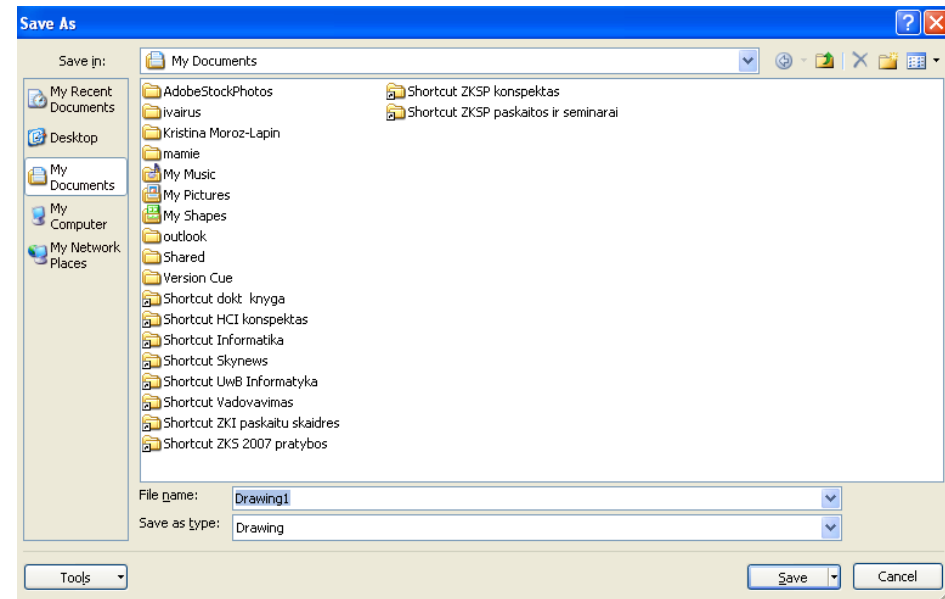 Save As
Save in:
My Documents
My Recent
Documents
Desktop
My
Documents
My
Computer
My Network
Places
AdobeStockPhotos
ivairus
Kristina Moroz-Lapin
mamie
My Music
My Pictures
My Shapes
outlook
Shared
Version Cue
Shortcut dokt knyga
Shortcut HCI konspektas
Shortcut Informatika
Shortcut Skynews
Shortcut UwB Informatyka
Shortcut Vadovavimas
Shortcut ZKI paskaitu skaidres
Shortcut ZKS 2007 pratybos
Shortcut ZKSP konspektas
Shortcut ZKSP paskaitos ir seminarai
File name:
Drawing1
Save as type:
Drawing
Tools
Save
Cancel